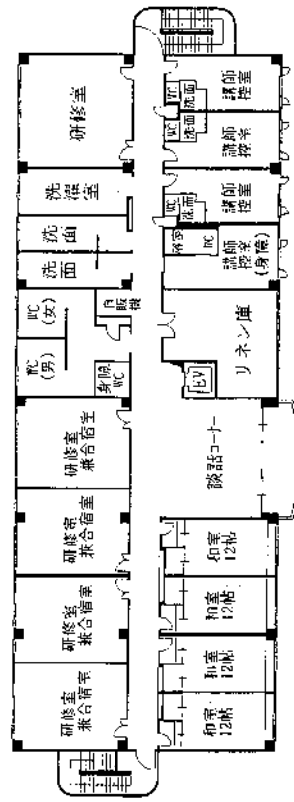 研修室
兼合宿室
研修室
兼合宿室
研修室
兼合宿室
研修室
兼合宿室
WC
(男)
身障
WC
WC
(女)
自販機
洗面
洗面
洗濯室
研修室
和室
12帖
和室
12帖
和室
12帖
和室
12帖
談話コーナー
EV
リネン庫
浴室
WC
講師
控室
(身障)
WC
洗面
講師
控室
WC
洗面
講師
控室
WC
洗面
講師
控室